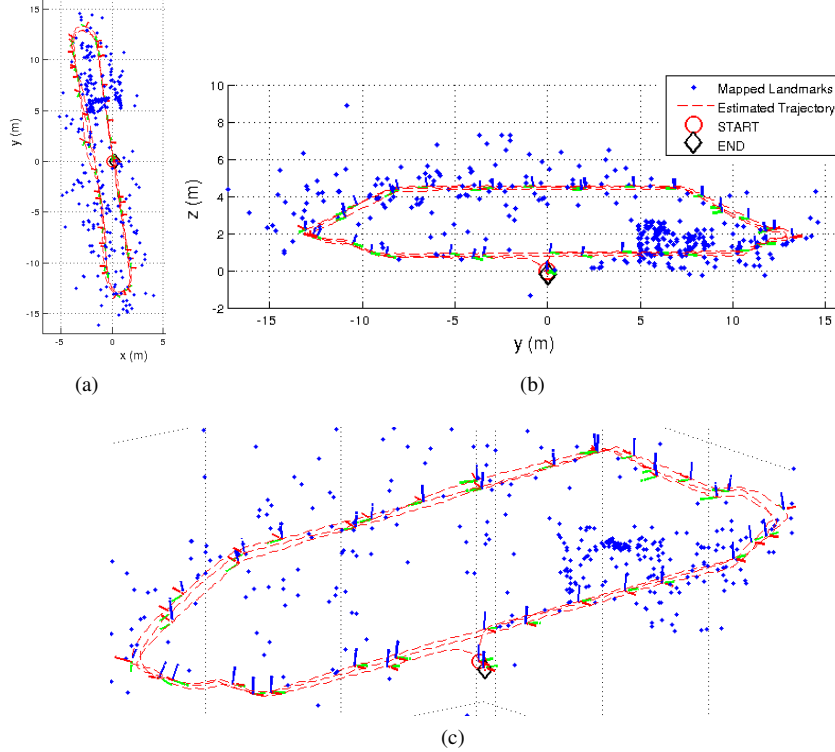 15
10
5
0
-5
-10
-15
-5
0
5
y (m)
x (m)
(a)
10
8
6
4
2
0
-2
-15
-10
-5
0
5
10
15
z (m)
y (m)
Mapped Landmarks
Estimated Trajectory
START
END
(b)
(c)